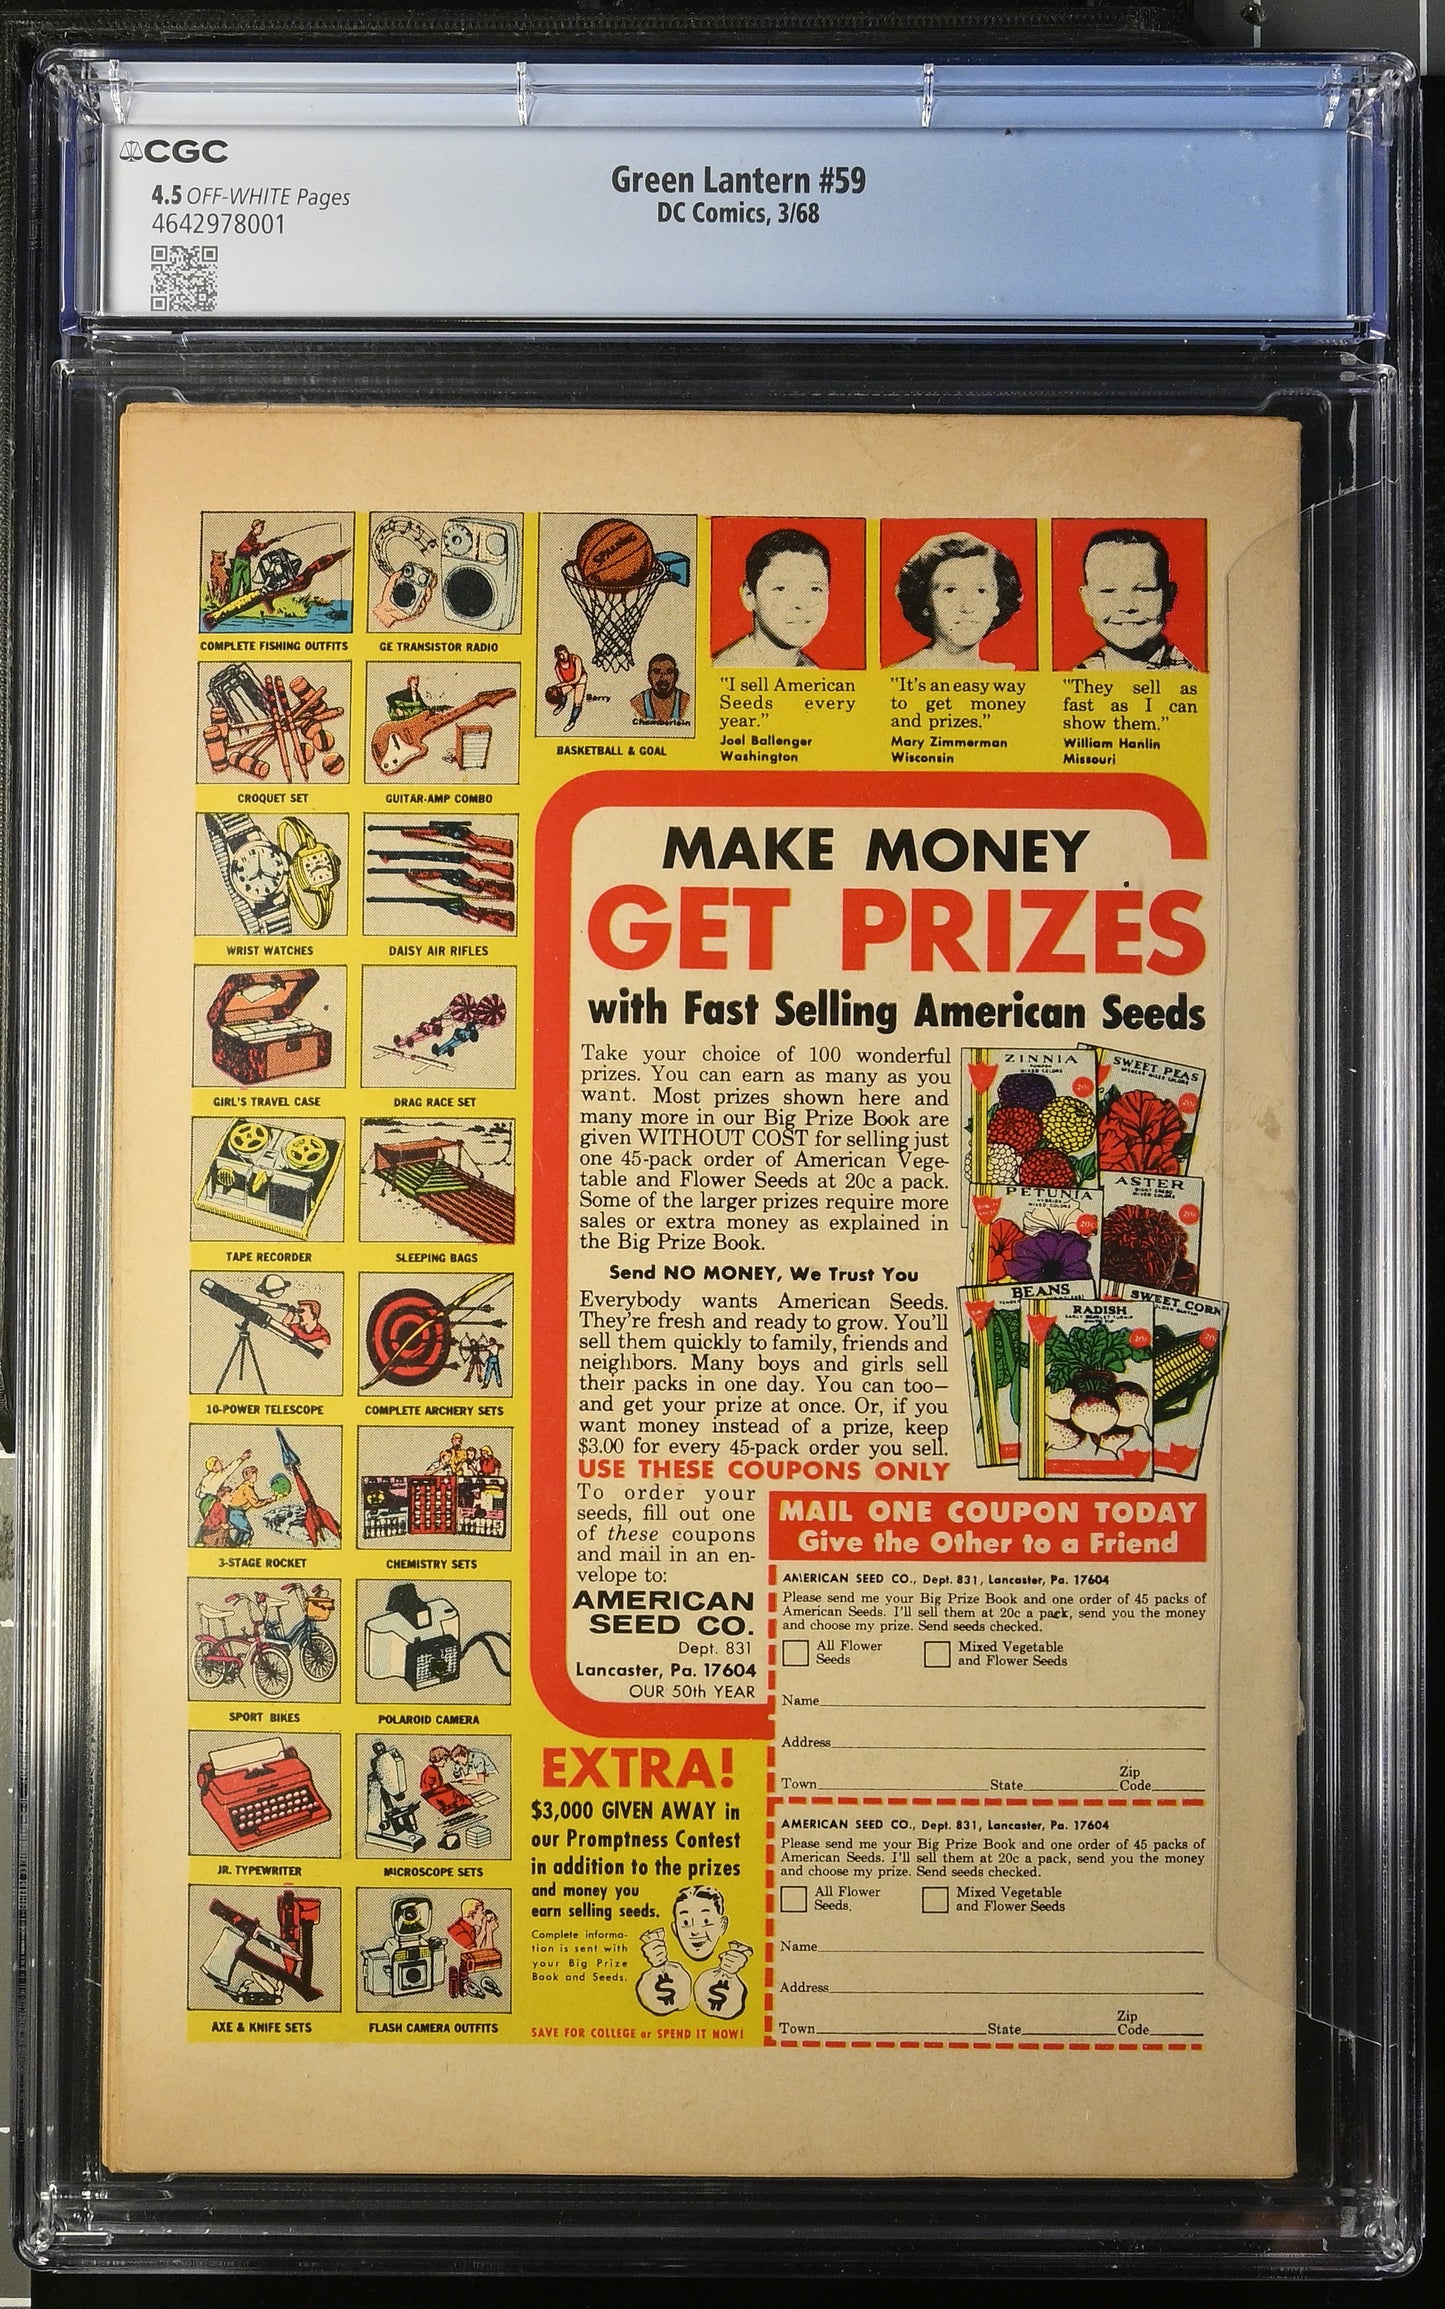 CGC
4.5 OFF-WHITE Pages
4642978001
Green Lantern #59
DC Comics, 3/68
COMPLETE FISHING OUTFITS
GE TRANSISTOR RADIO
SPALDING
Barry
Chamberlain
BASKETBALL & GOAL
"I sell American
Seeds every
year."
Joel Ballenger
Washington
"It's an easy way
to get money
and prizes."
Mary Zimmerman
Wisconsin
"They sell as
fast as I can
show them."
William Hanlin
Missouri
CROQUET SET
GUITAR-AMP COMBO
WRIST WATCHES
DAISY AIR RIFLES
GIRL'S TRAVEL CASE
DRAG RACE SET
TAPE RECORDER
SLEEPING BAGS
10-POWER TELESCOPE
COMPLETE ARCHERY SETS
3-STAGE ROCKET
CHEMISTRY SETS
SPORT BIKES
POLAROID CAMERA
JR. TYPEWRITER
MICROSCOPE SETS
AXE & KNIFE SETS
FLASH CAMERA OUTFITS
MAKE MONEY
GET PRIZES
with Fast Selling American Seeds
Take your choice of 100 wonderful
prizes. You can earn as many as you
want. Most prizes shown here and
many more in our Big Prize Book are
given WITHOUT COST for selling just
one 45-pack order of American Vege-
table and Flower Seeds at 20c a pack.
Some of the larger prizes require more
sales or extra money as explained in
the Big Prize Book.
Send NO MONEY, We Trust You
Everybody wants American Seeds.
They're fresh and ready to grow. You'll
sell them quickly to family, friends and
neighbors. Many boys and girls sell
their packs in one day. You can too—
and get your prize at once. Or, if you
want money instead of a prize, keep
$3.00 for every 45-pack order you sell.
USE THESE COUPONS ONLY
To order your
seeds, fill out one
of these coupons
and mail in an en-
velope to:
AMERICAN
SEED CO.
Dept. 831
Lancaster, Pa. 17604
OUR 50th YEAR
ZINNIA
MIXED COLORS
20¢
SWEET PEAS
20¢
PETUNIA
MIXED COLORS
20¢
ASTER
MIXED COLORS
20¢
BEANS
RADISH
20¢
SWEET CORN
20¢
MAIL ONE COUPON TODAY
Give the Other to a Friend
AMERICAN SEED CO., Dept. 831, Lancaster, Pa. 17604
Please send me your Big Prize Book and one order of 45 packs of
American Seeds. I'll sell them at 20c a pack, send you the money
and choose my prize. Send seeds checked.
All Flower
Seeds
Mixed Vegetable
and Flower Seeds
Name
Address
Town State Zip
Code
AMERICAN SEED CO., Dept. 831, Lancaster, Pa. 17604
Please send me your Big Prize Book and one order of 45 packs of
American Seeds. I'll sell them at 20c a pack, send you the money
and choose my prize. Send seeds checked.
All Flower
Seeds.
Mixed Vegetable
and Flower Seeds
Name
Address
Town State Zip
Code
EXTRA!
$3,000 GIVEN AWAY in
our Promptness Contest
in addition to the prizes
and money you
earn selling seeds.
Complete informa-
tion is sent with
your Big Prize
Book and Seeds.
$ $
SAVE FOR COLLEGE or SPEND IT NOW!